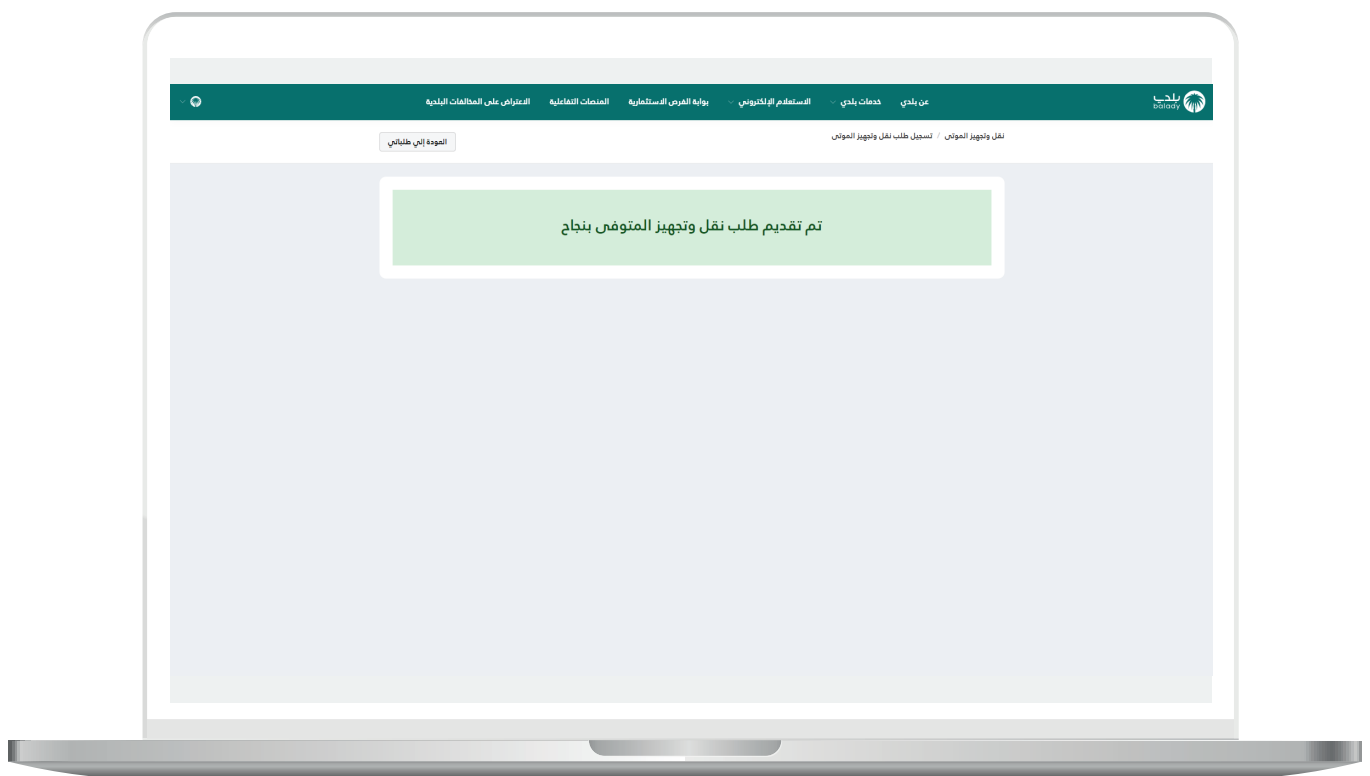 بلدي
balady
عن بلدي
خدمات بلدي
الاستعلام الإلكتروني
بوابة الفرص الاستثمارية
المنصات التفاعلية
الاعتراض على المخالفات البلدية
نقل وتجهيز الموتى / تسجيل طلب نقل وتجهيز الموتى
العودة إلي طلباتي
تم تقديم طلب نقل وتجهيز المتوفى بنجاح